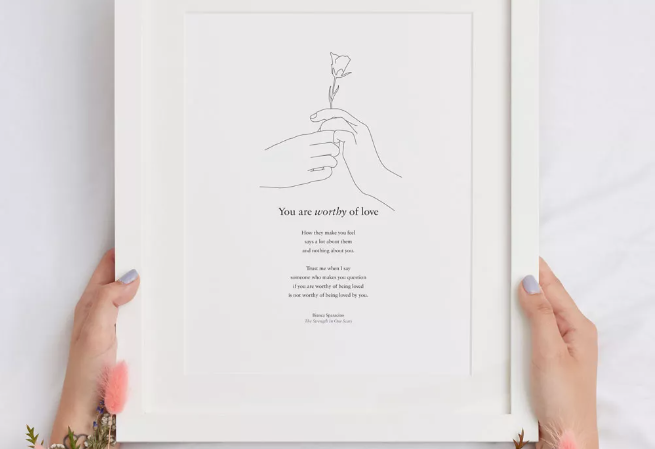 You are worthy of love
How they make you feel
says a lot about them
and nothing about you.
Trust me when I say
someone who makes you question
if you are worthy of being loved
is not worthy of being loved by you.
Bianca Sparacino
The Strength In Our Scars